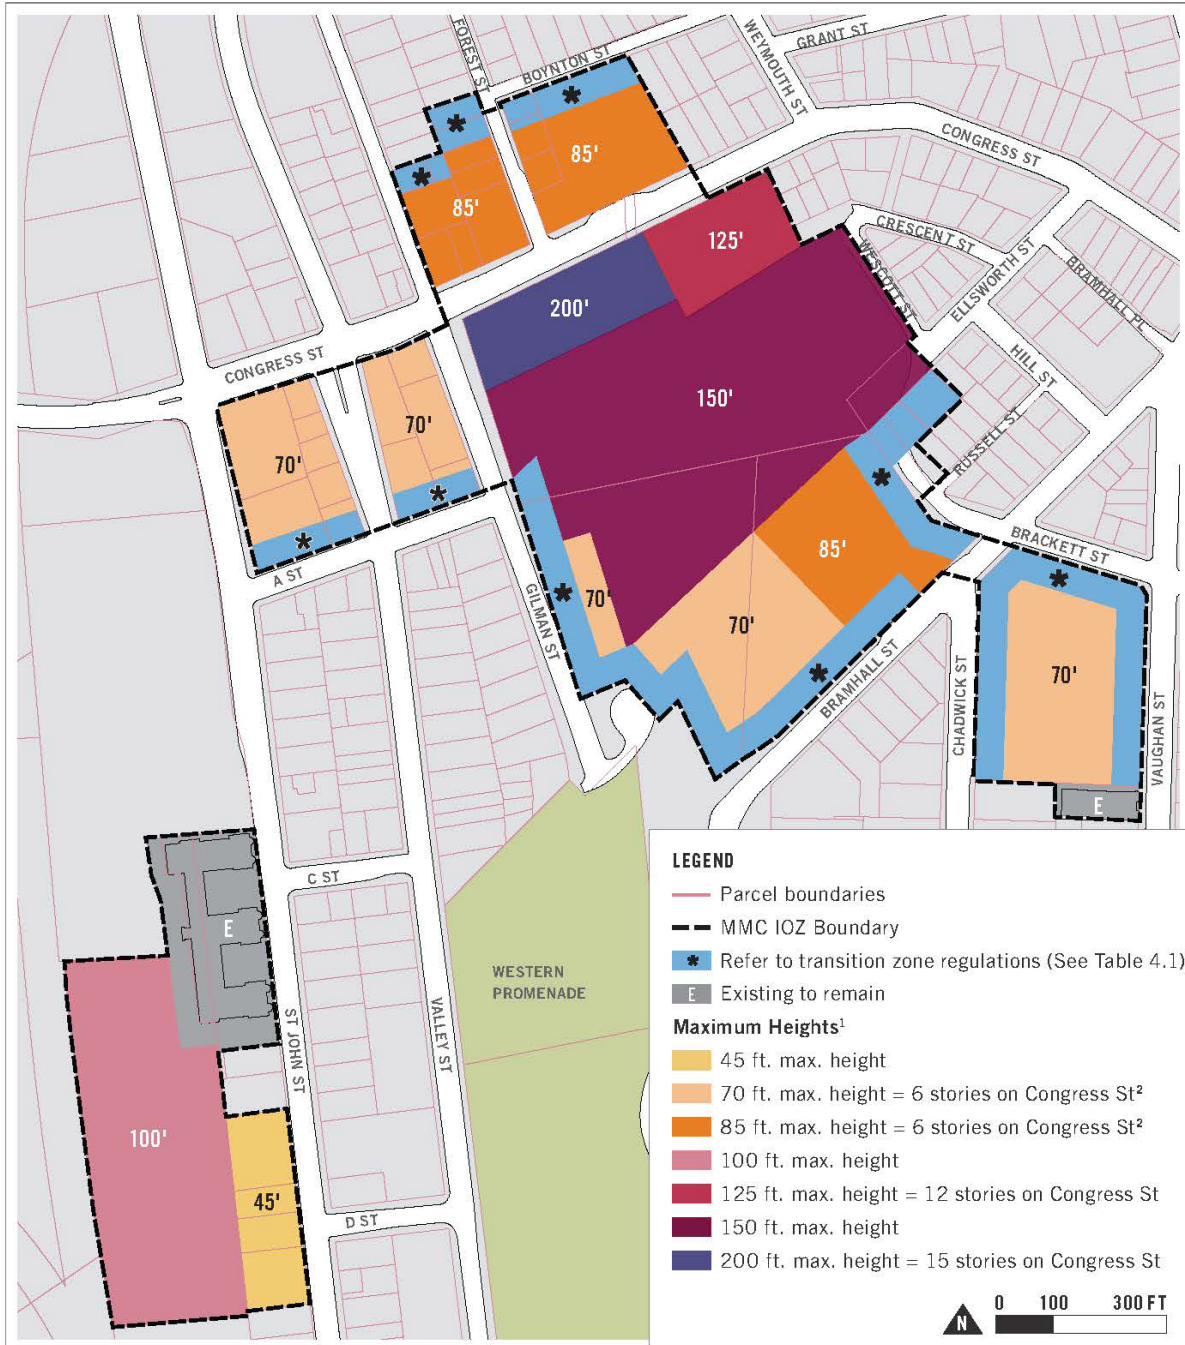 FOREST ST
BOYNTON ST
WEYMOUTH ST
GRANT ST
CONGRESS ST
*
*
*
85'
85'
125'
CRESCENT ST
WESCOTT ST
ELLSWORTH ST
BRAMHALL PL
HILL ST
RUSSELL ST
200'
150'
CONGRESS ST
70'
70'
*
*
A ST
GILMAN ST
*
70'
70'
85'
*
*
BRACKETT ST
*
BRAMHALL ST
CHADWICK ST
70'
VAUGHAN ST
E
C ST
E
WESTERN
PROMENADE
ST JOHN ST
VALLEY ST
100'
45'
D ST
LEGEND
Parcel boundaries
MMC IOZ Boundary
* Refer to transition zone regulations (See Table 4.1)
E Existing to remain
Maximum Heights¹
45 ft. max. height
70 ft. max. height = 6 stories on Congress St²
85 ft. max. height = 6 stories on Congress St²
100 ft. max. height
125 ft. max. height = 12 stories on Congress St
150 ft. max. height
200 ft. max. height = 15 stories on Congress St
N
0 100 300 FT